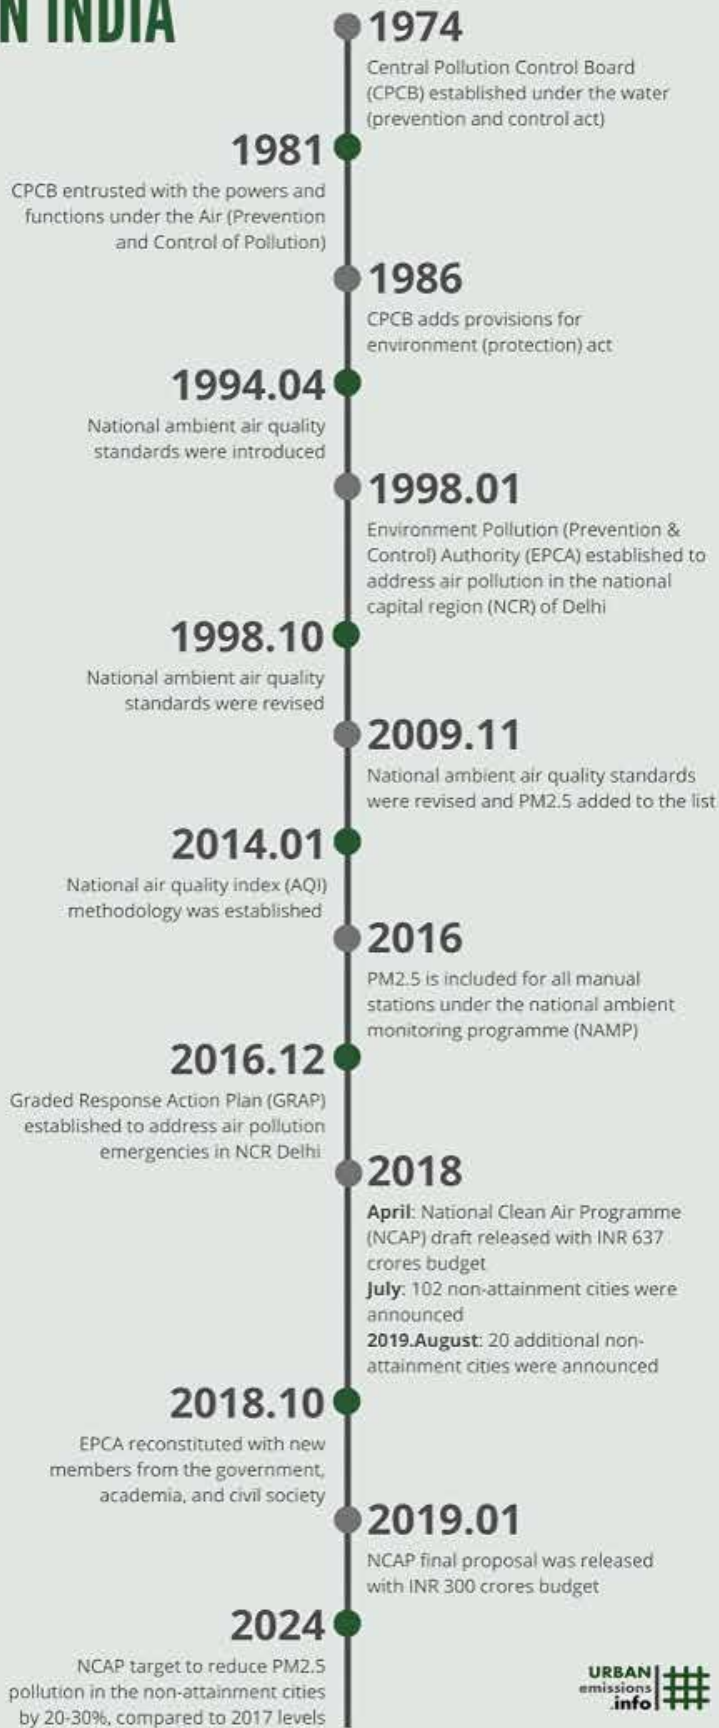 N INDIA
1974
Central Pollution Control Board
(CPCB) established under the water
(prevention and control act)
1981
CPCB entrusted with the powers and
functions under the Air (Prevention
and Control of Pollution)
1986
CPCB adds provisions for
environment (protection) act
1994.04
National ambient air quality
standards were introduced
1998.01
Environment Pollution (Prevention &
Control) Authority (EPCA) established to
address air pollution in the national
capital region (NCR) of Delhi
1998.10
National ambient air quality
standards were revised
2009.11
National ambient air quality standards
were revised and PM2.5 added to the list
2014.01
National air quality index (AQI)
methodology was established
2016
PM2.5 is included for all manual
stations under the national ambient
monitoring programme (NAMP)
2016.12
Graded Response Action Plan (GRAP)
established to address air pollution
emergencies in NCR Delhi
2018
April: National Clean Air Programme
(NCAP) draft released with INR 637
crores budget
July: 102 non-attainment cities were
announced
2019.August: 20 additional non-
attainment cities were announced
2018.10
EPCA reconstituted with new
members from the government,
academia, and civil society
2019.01
NCAP final proposal was released
with INR 300 crores budget
2024
NCAP target to reduce PM2.5
pollution in the non-attainment cities
by 20-30%, compared to 2017 levels
URBAN
emissions
.info